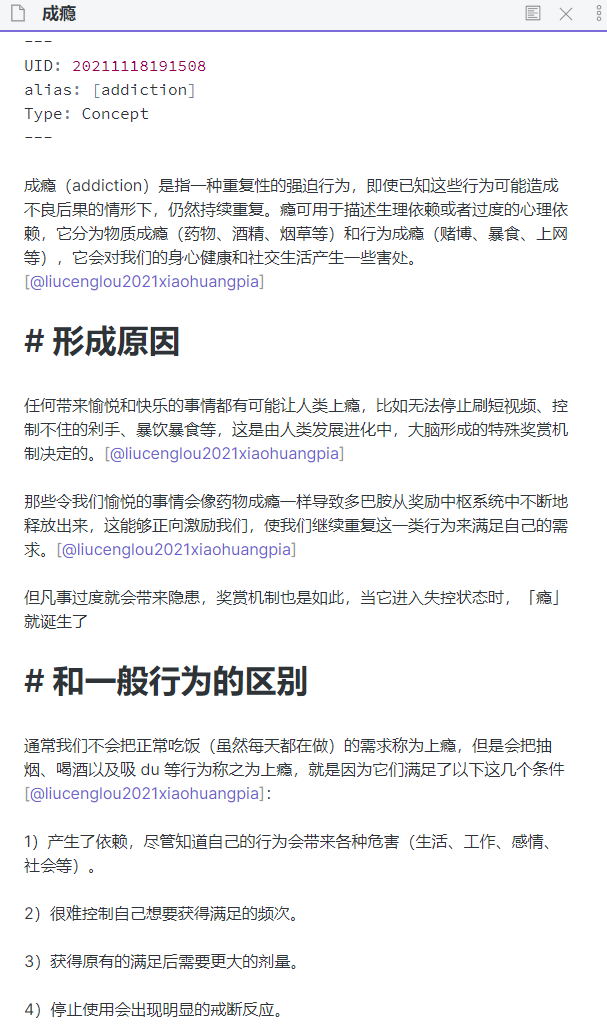 成瘾
---
UID: 20211118191508
alias: [addiction]
Type: Concept
---
成瘾（addiction）是指一种重复性的强迫行为，即使已知这些行为可能造成
不良后果的情形下，仍然持续重复。瘾可用于描述生理依赖或者过度的心理依
赖，它分为物质成瘾（药物、酒精、烟草等）和行为成瘾（赌博、暴食、上网
等），它会对我们的身心健康和社交生活产生一些害处。
[@liucenglou2021xiaohuangpia]
# 形成原因
任何带来愉悦和快乐的事情都有可能让人类上瘾，比如无法停止刷短视频、控
制不住的剁手、暴饮暴食等，这是由人类发展进化中，大脑形成的特殊奖赏机
制决定的。[@liucenglou2021xiaohuangpia]
那些令我们愉悦的事情会像药物成瘾一样导致多巴胺从奖励中枢系统中不断地
释放出来，这能够正向激励我们，使我们继续重复这一类行为来满足自己的需
求。[@liucenglou2021xiaohuangpia]
但凡事过度就会带来隐患，奖赏机制也是如此，当它进入失控状态时，「瘾」
就诞生了
# 和一般行为的区别
通常我们不会把正常吃饭（虽然每天都在做）的需求称为上瘾，但是会把抽
烟、喝酒以及吸 du 等行为称之为上瘾，就是因为它们满足了以下这几个条件
[@liucenglou2021xiaohuangpia]：
1）产生了依赖，尽管知道自己的行为会带来各种危害（生活、工作、感情、
社会等）。
2）很难控制自己想要获得满足的频次。
3）获得原有的满足后需要更大的剂量。
4）停止使用会出现明显的戒断反应。